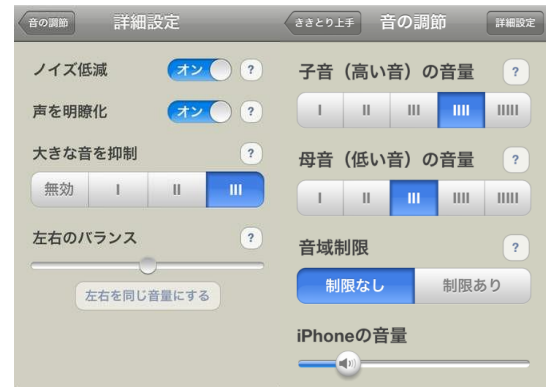 音の調節
詳細設定
ノイズ低減
オン
?
声を明瞭化
オン
?
大きな音を抑制
?
無効
I
II
III
左右のバランス
?
左右を同じ音量にする
ききとり上手
音の調節
詳細設定
子音（高い音）の音量
?
I
II
III
IIII
IIIII
母音（低い音）の音量
?
I
II
III
IIII
IIIII
音域制限
?
制限なし
制限あり
iPhoneの音量